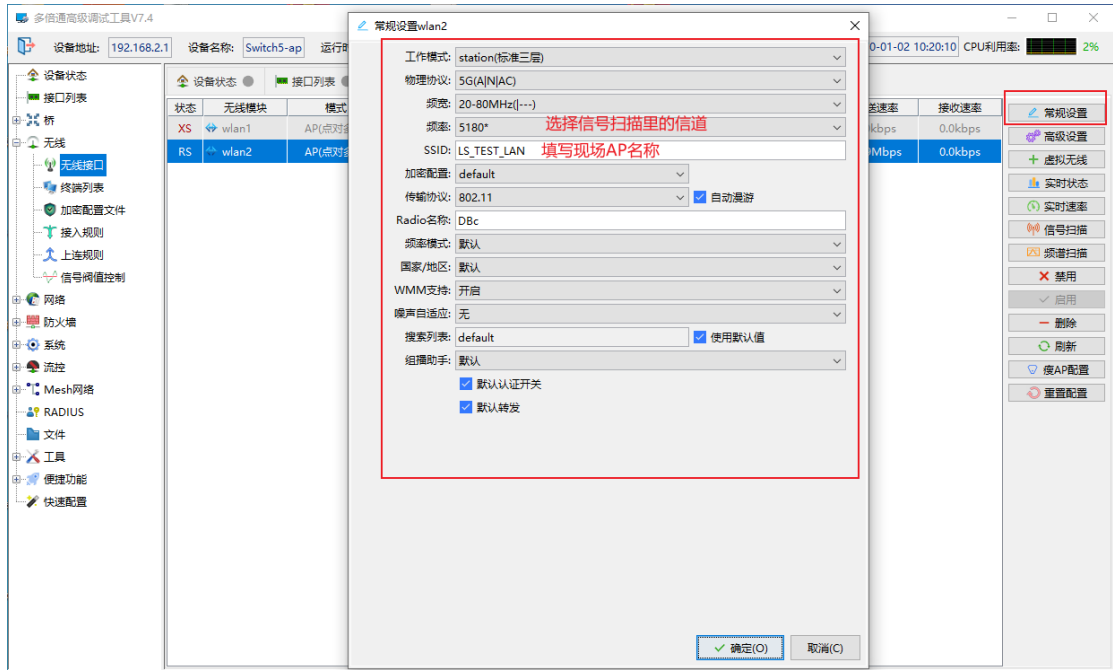 多倍通高级调试工具V7.4
设备地址: 192.168.2.1 设备名称: Switch5-ap 运行时
0-01-02 10:20:10 CPU利用率: 2%
设备状态
接口列表
桥
无线
无线接口
终端列表
加密配置文件
接入规则
上连规则
信号阀值控制
网络
防火墙
系统
流控
Mesh网络
RADIUS
文件
工具
便捷功能
快速配置
设备状态 接口列表
状态 无线模块 模式
XS wlan1 AP(点对多
RS wlan2 AP(点对多
送速率 接收速率
kbps 0.0kbps
Mbps 0.0kbps
常规设置wlan2
工作模式: station(标准三层)
物理协议: 5G(A|N|AC)
频宽: 20-80MHz(|---)
频率: 5180* 选择信号扫描里的信道
SSID: LS_TEST_LAN 填写现场AP名称
加密配置: default
传输协议: 802.11 自动漫游
Radio名称: DBc
频率模式: 默认
国家/地区: 默认
WMM支持: 开启
噪声自适应: 无
搜索列表: default 使用默认值
组播助手: 默认
默认认证开关
默认转发
确定(O) 取消(C)
常规设置
高级设置
虚拟无线
实时状态
实时速率
信号扫描
频谱扫描
禁用
启用
删除
刷新
瘦AP配置
重置配置